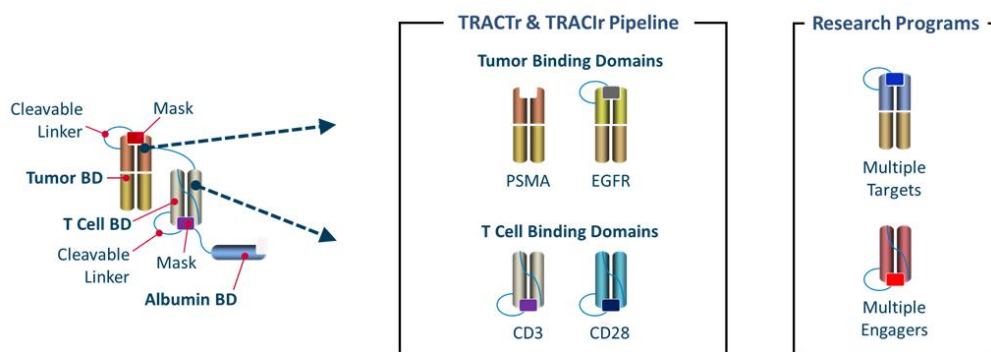 Cleavable
Linker
Mask
Tumor BD
T Cell BD
Cleavable
Linker
Mask
Albumin BD
TRACTr & TRACIr Pipeline
Tumor Binding Domains
PSMA
EGFR
T Cell Binding Domains
CD3
CD28
Research Programs
Multiple
Targets
Multiple
Engagers